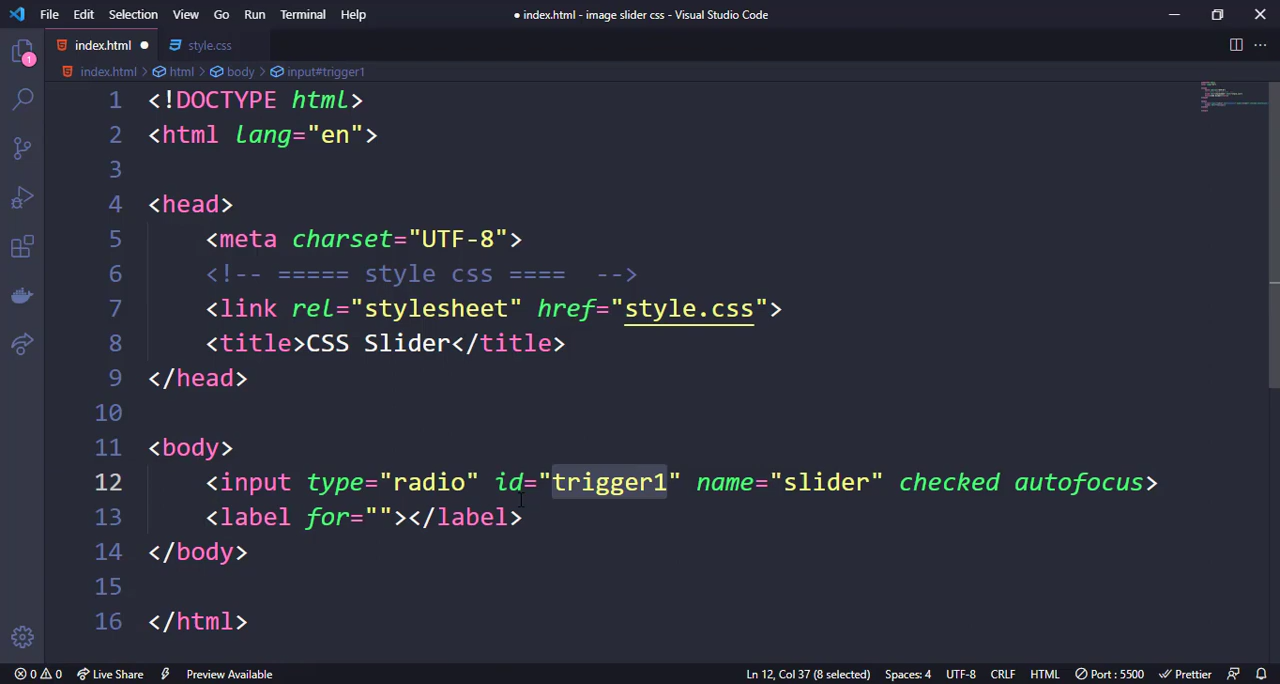 File Edit Selection View Go Run Terminal Help ● index.html - image slider css - Visual Studio Code
index.html ● style.css
index.html > html > body > input#trigger1
1 <!DOCTYPE html>
2 <html lang="en">
3
4 <head>
5 <meta charset="UTF-8">
6 <!-- ===== style css ==== -->
7 <link rel="stylesheet" href="style.css">
8 <title>CSS Slider</title>
9 </head>
10
11 <body>
12 <input type="radio" id="trigger1" name="slider" checked autofocus>
13 <label for=""></label>
14 </body>
15
16 </html>
1
0 0 Live Share Preview Available Ln 12, Col 37 (8 selected) Spaces: 4 UTF-8 CRLF HTML Port : 5500 Prettier